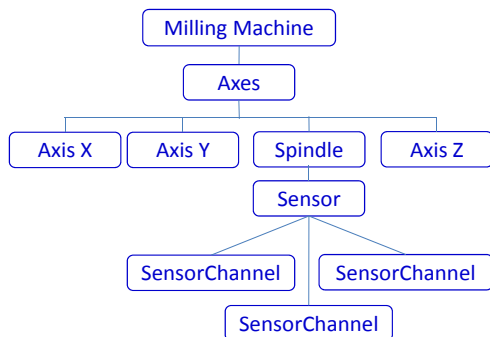 Milling Machine
Axes
Axis X
Axis Y
Spindle
Axis Z
Sensor
SensorChannel
SensorChannel
SensorChannel